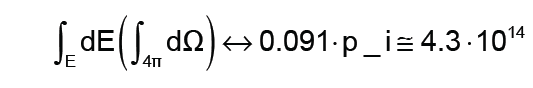 ∫_E dE(∫_4π dΩ) ↔ 0.091·p _ i ≅ 4.3 · 10^14